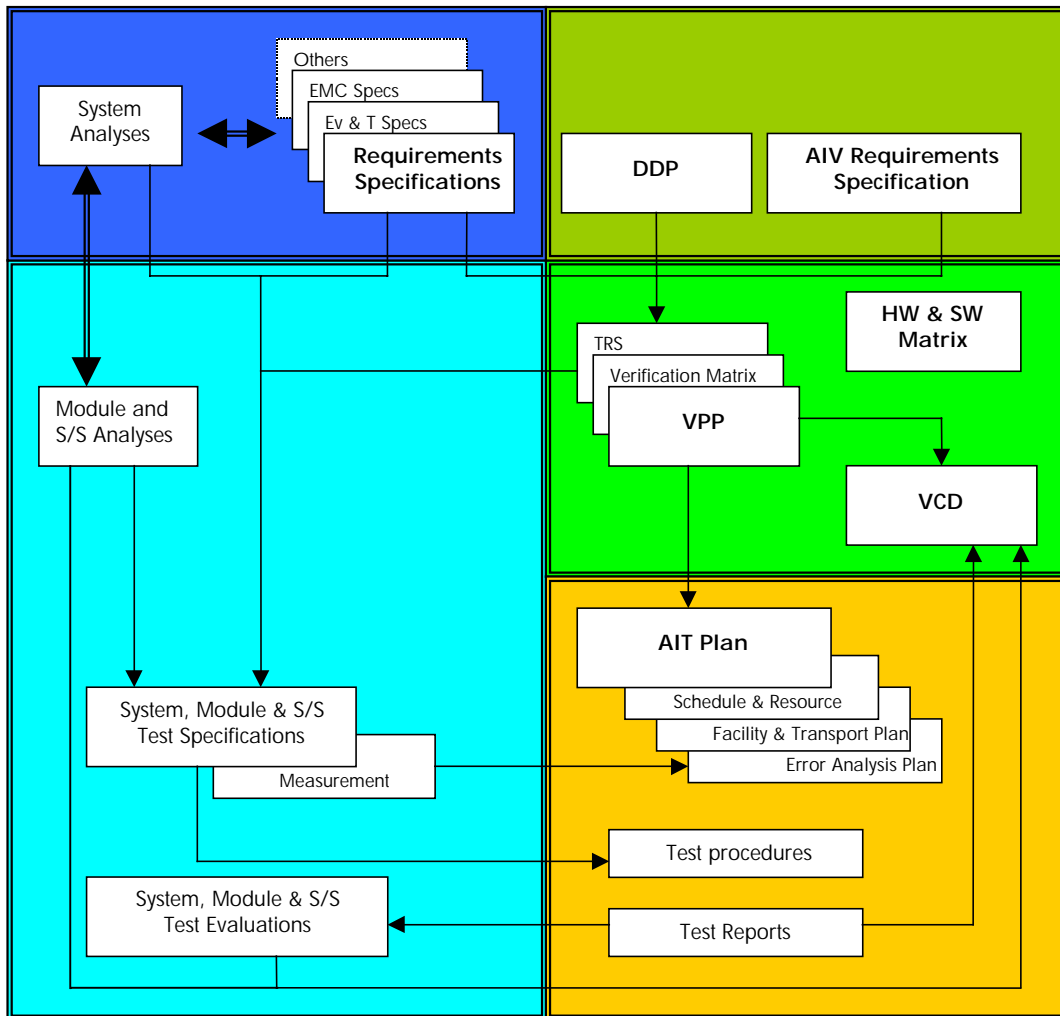 Others
EMC Specs
Ev & T Specs
Requirements
Specifications
System
Analyses
DDP
AIV Requirements
Specification
HW & SW
Matrix
TRS
Verification Matrix
VPP
VCD
Module and
S/S Analyses
AIT Plan
Schedule & Resource
Facility & Transport Plan
Error Analysis Plan
System, Module & S/S
Test Specifications
Measurement
Test procedures
System, Module & S/S
Test Evaluations
Test Reports